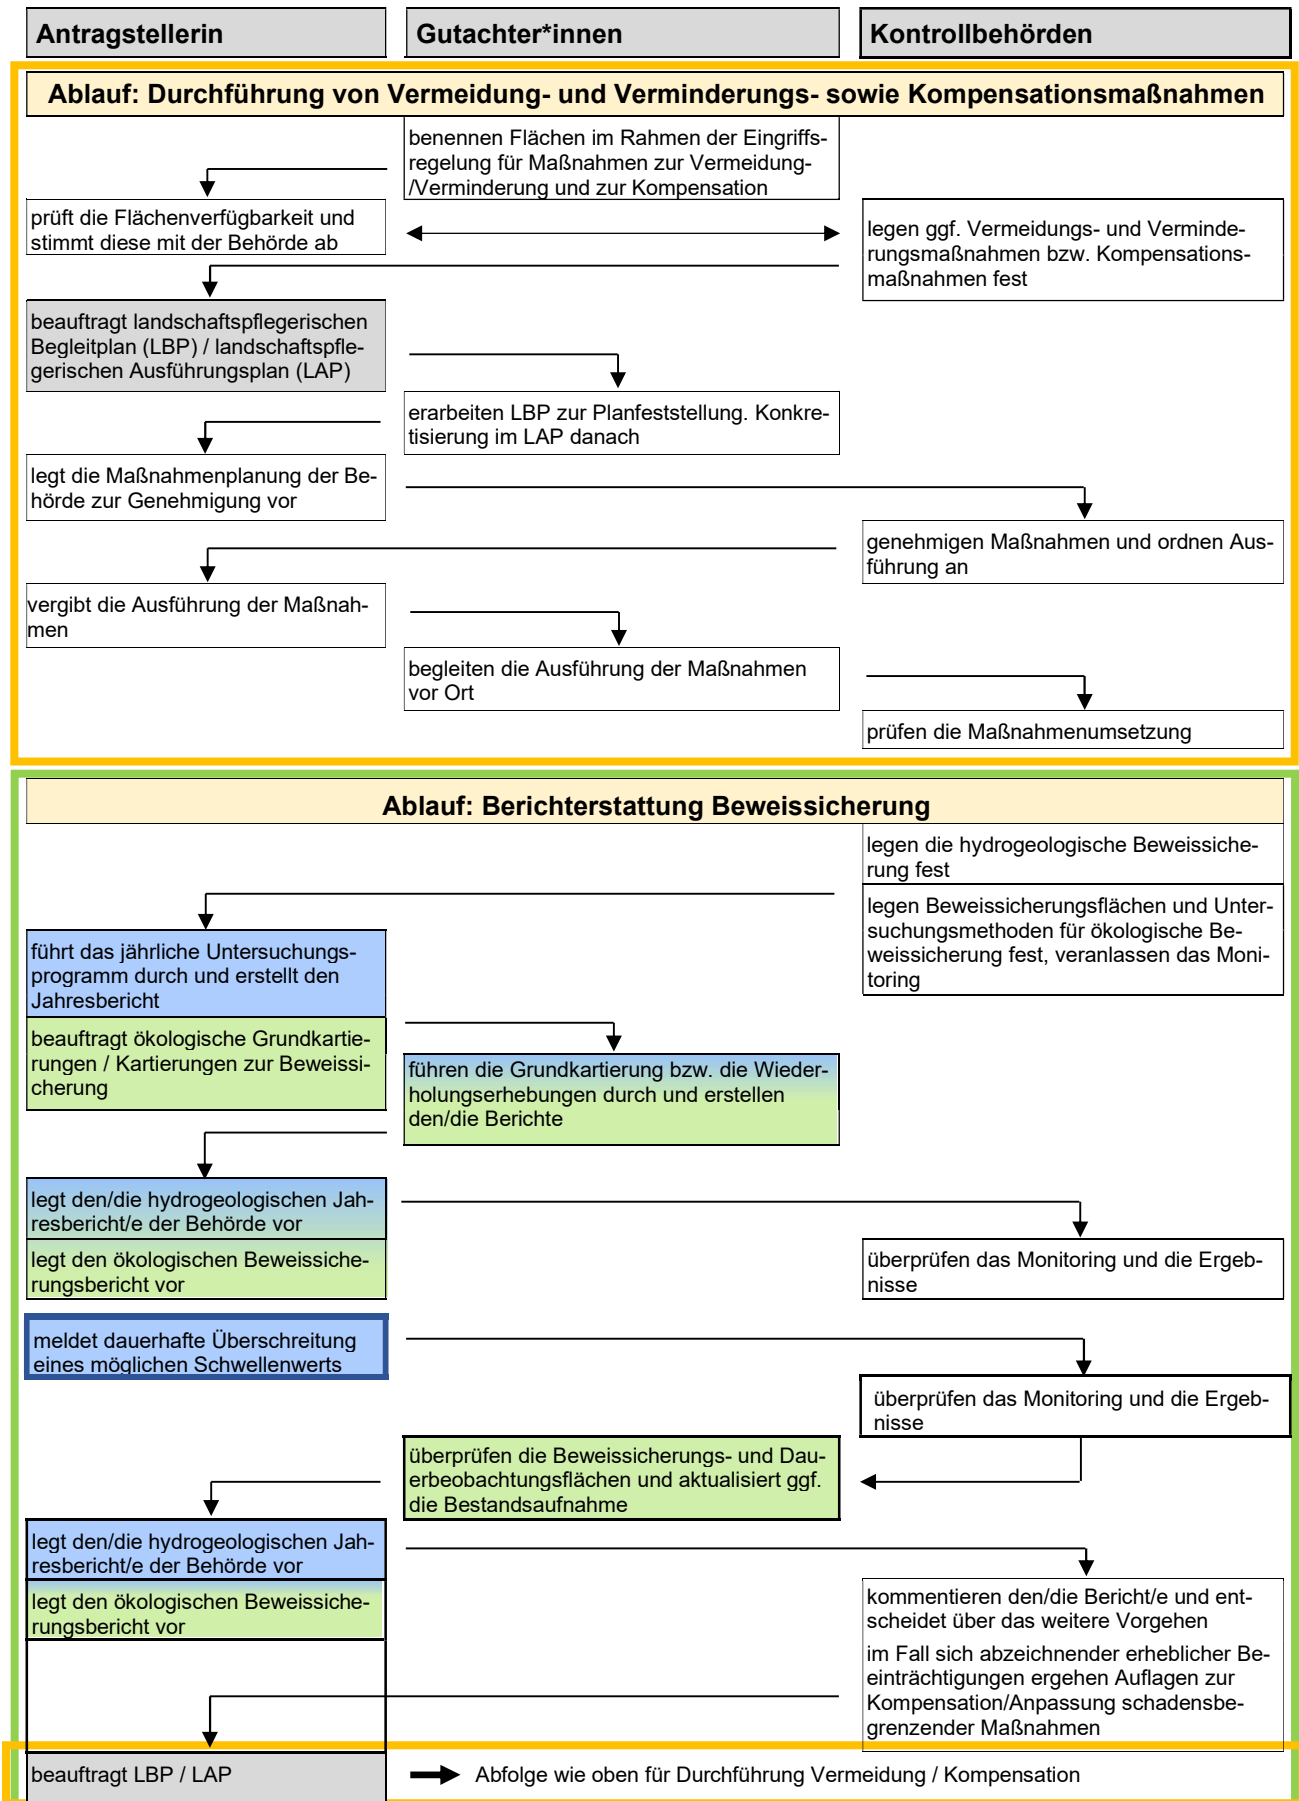 Antragstellerin
Gutachter*innen
Kontrollbehörden
Ablauf: Durchführung von Vermeidung- und Verminderungs- sowie Kompensationsmaßnahmen
benennen Flächen im Rahmen der Eingriffs-
regelung für Maßnahmen zur Vermeidung-
/Verminderung und zur Kompensation
prüft die Flächenverfügbarkeit und
stimmt diese mit der Behörde ab
legen ggf. Vermeidungs- und Verminde-
rungsmaßnahmen bzw. Kompensations-
maßnahmen fest
beauftragt landschaftspflegerischen
Begleitplan (LBP) / landschaftspfle-
gerischen Ausführungsplan (LAP)
erarbeiten LBP zur Planfeststellung. Konkre-
tisierung im LAP danach
legt die Maßnahmenplanung der Be-
hörde zur Genehmigung vor
genehmigen Maßnahmen und ordnen Aus-
führung an
vergibt die Ausführung der Maßnah-
men
begleiten die Ausführung der Maßnahmen
vor Ort
prüfen die Maßnahmenumsetzung
Ablauf: Berichterstattung Beweissicherung
legen die hydrogeologische Beweissiche-
rung fest
legen Beweissicherungsflächen und Unter-
suchungsmethoden für ökologische Be-
weissicherung fest, veranlassen das Moni-
toring
führt das jährliche Untersuchungs-
programm durch und erstellt den
Jahresbericht
beauftragt ökologische Grundkartie-
rungen / Kartierungen zur Beweissi-
cherung
führen die Grundkartierung bzw. die Wieder-
holungserhebungen durch und erstellen
den/die Berichte
legt den/die hydrogeologischen Jah-
resbericht/e der Behörde vor
legt den ökologischen Beweissiche-
rungsbericht vor
überprüfen das Monitoring und die Ergeb-
nisse
meldet dauerhafte Überschreitung
eines möglichen Schwellenwerts
überprüfen das Monitoring und die Ergeb-
nisse
überprüfen die Beweissicherungs- und Dau-
erbeobachtungsflächen und aktualisiert ggf.
die Bestandsaufnahme
legt den/die hydrogeologischen Jah-
resbericht/e der Behörde vor
legt den ökologischen Beweissiche-
rungsbericht vor
kommentieren den/die Bericht/e und ent-
scheidet über das weitere Vorgehen
im Fall sich abzeichnender erheblicher Be-
einträchtigungen ergehen Auflagen zur
Kompensation/Anpassung schadensbe-
grenzender Maßnahmen
beauftragt LBP / LAP
Abfolge wie oben für Durchführung Vermeidung / Kompensation